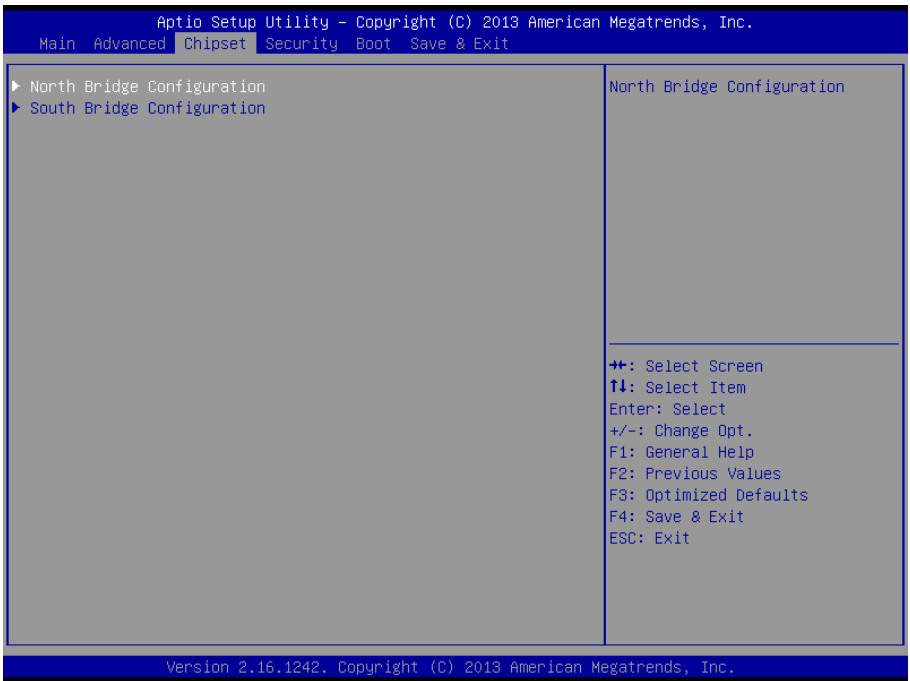 Aptio Setup Utility – Copyright (C) 2013 American Megatrends, Inc.
Main Advanced Chipset Security Boot Save & Exit
▶ North Bridge Configuration
▶ South Bridge Configuration
North Bridge Configuration
→←: Select Screen
↑↓: Select Item
Enter: Select
+/-: Change Opt.
F1: General Help
F2: Previous Values
F3: Optimized Defaults
F4: Save & Exit
ESC: Exit
Version 2.16.1242. Copyright (C) 2013 American Megatrends, Inc.